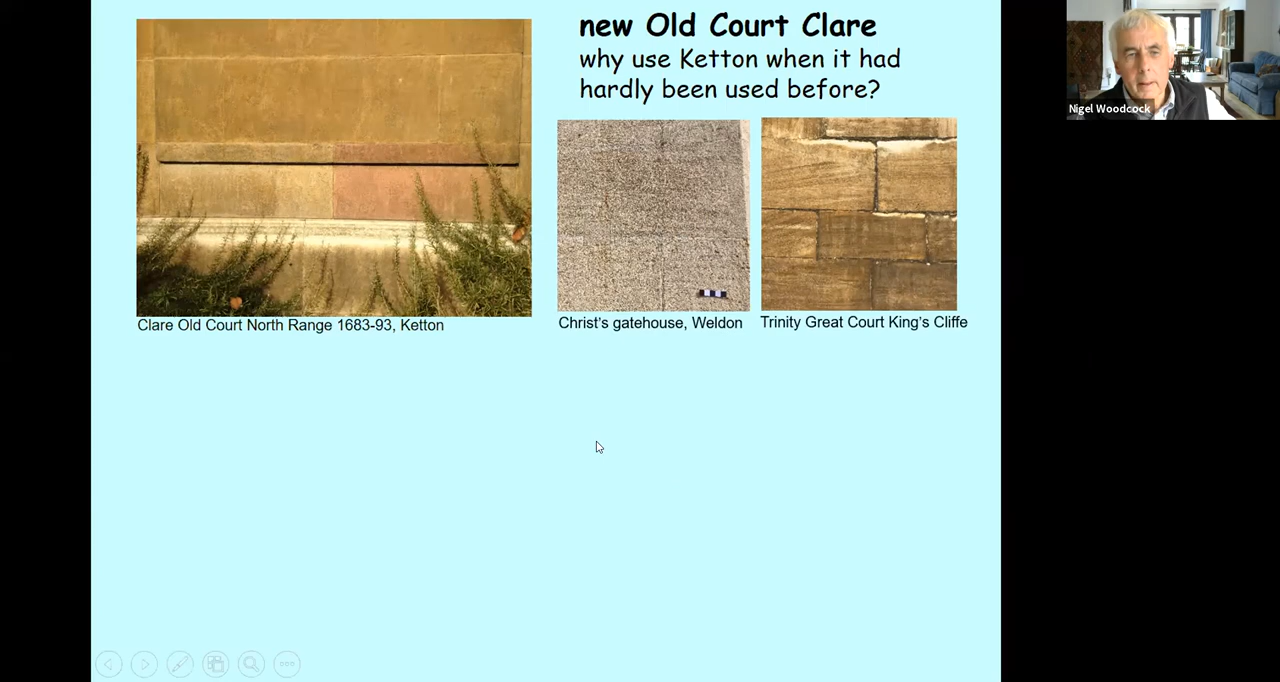 new Old Court Clare
why use Ketton when it had
hardly been used before?
Nigel Woodcock
Clare Old Court North Range 1683-93, Ketton
Christ's gatehouse, Weldon
Trinity Great Court King's Cliffe